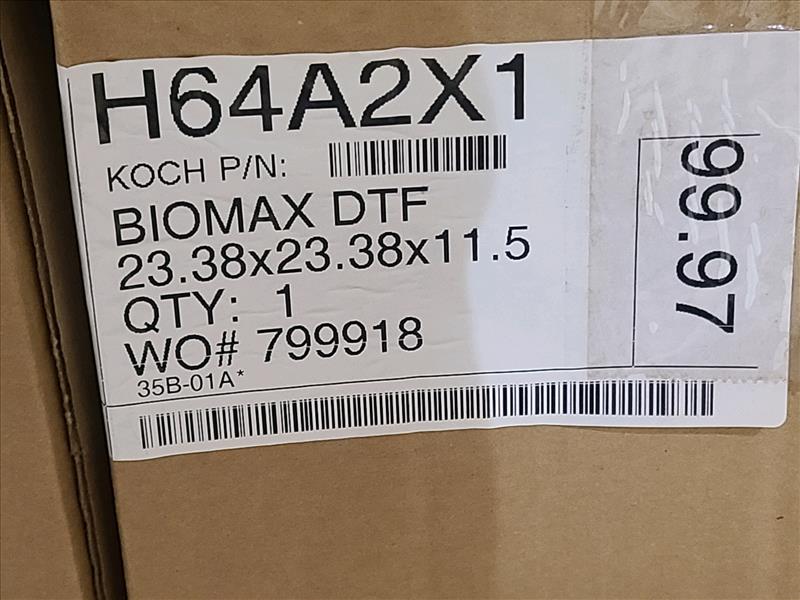 H64A2X1
KOCH P/N:
BIOMAX DTF
23.38x23.38x11.5
QTY: 1
WO# 799918
35B-01A*
99.97